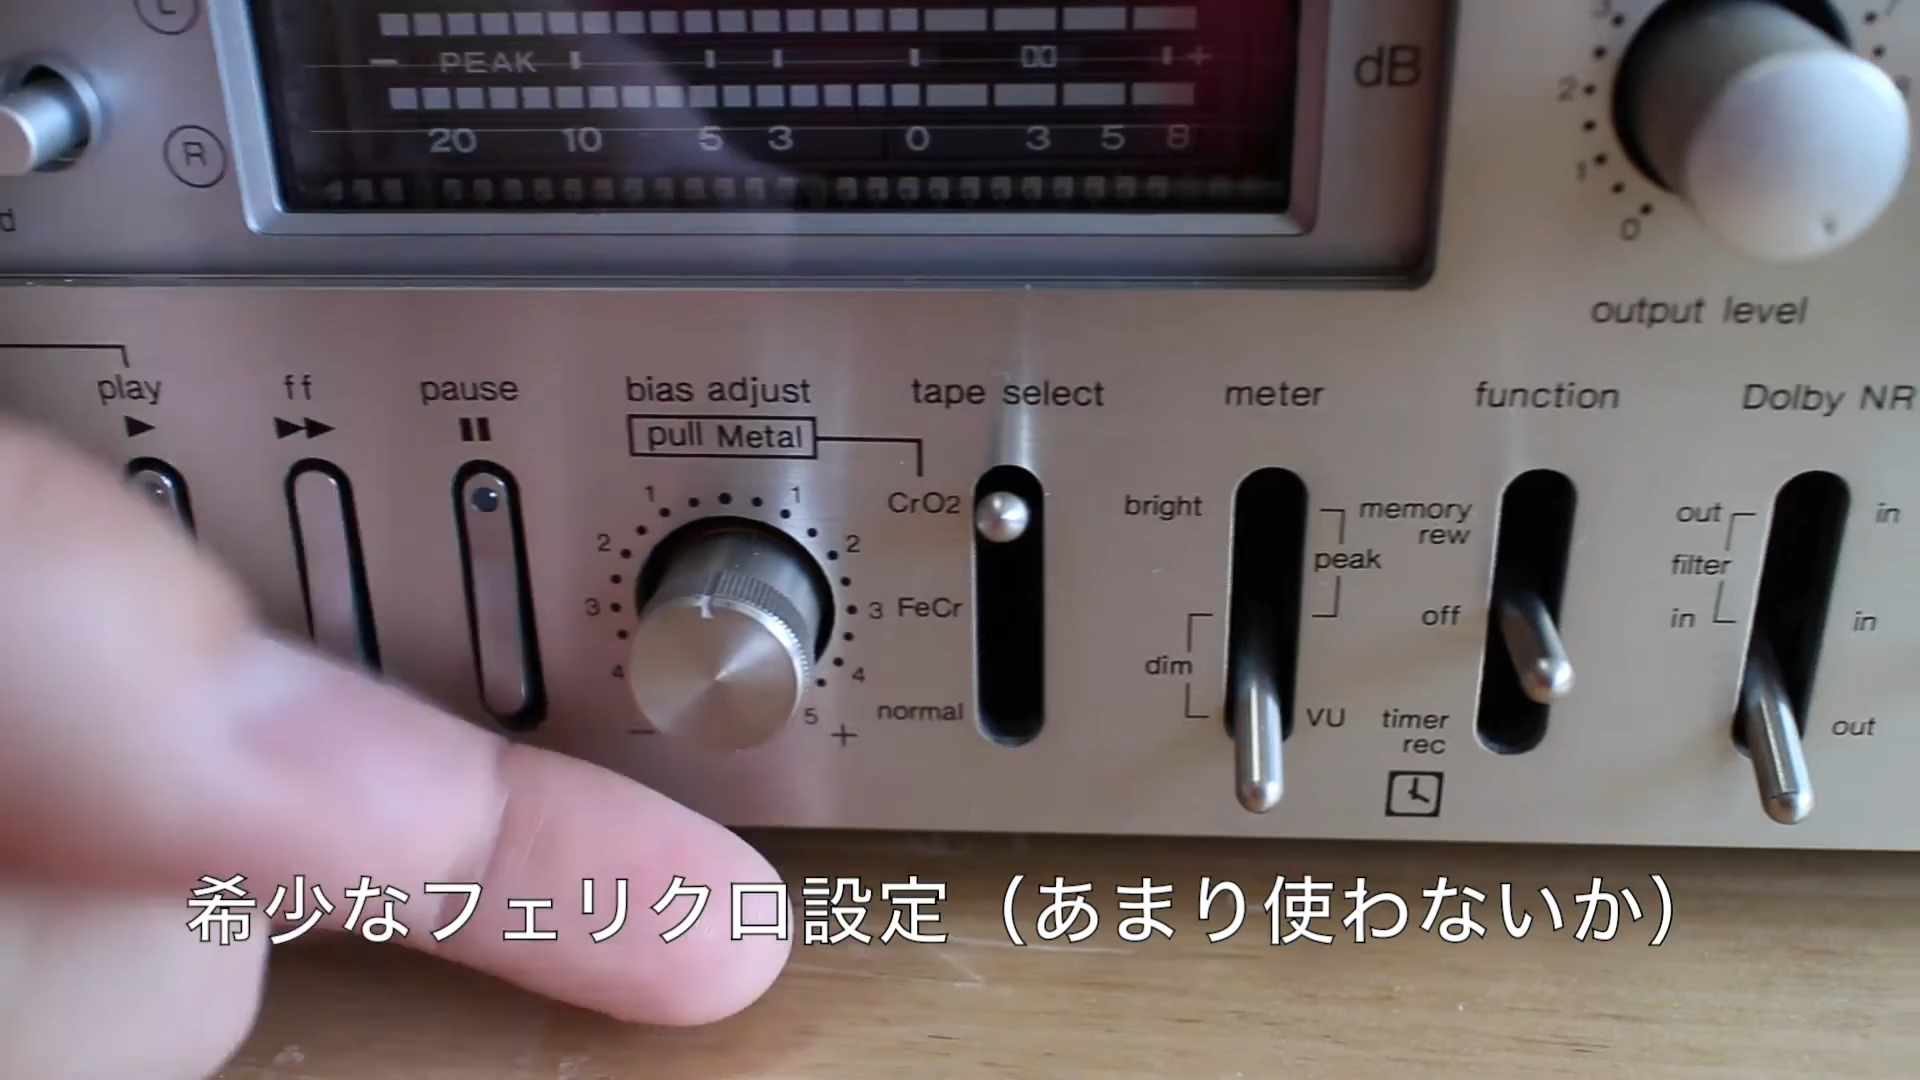 L
- PEAK 00 +
dB
20 10 5 3 0 3 5 8
R
d
3
2
1
0
output level
play
ff
pause
bias adjust
pull Metal
1 1
2 2
3 3
4 4
5
- +
tape select
CrO2
FeCr
normal
meter
bright
peak
dim
VU
function
memory
rew
off
timer
rec
Dolby NR
out in
filter
in in
out
希少なフェリクロ設定（あまり使わないか）